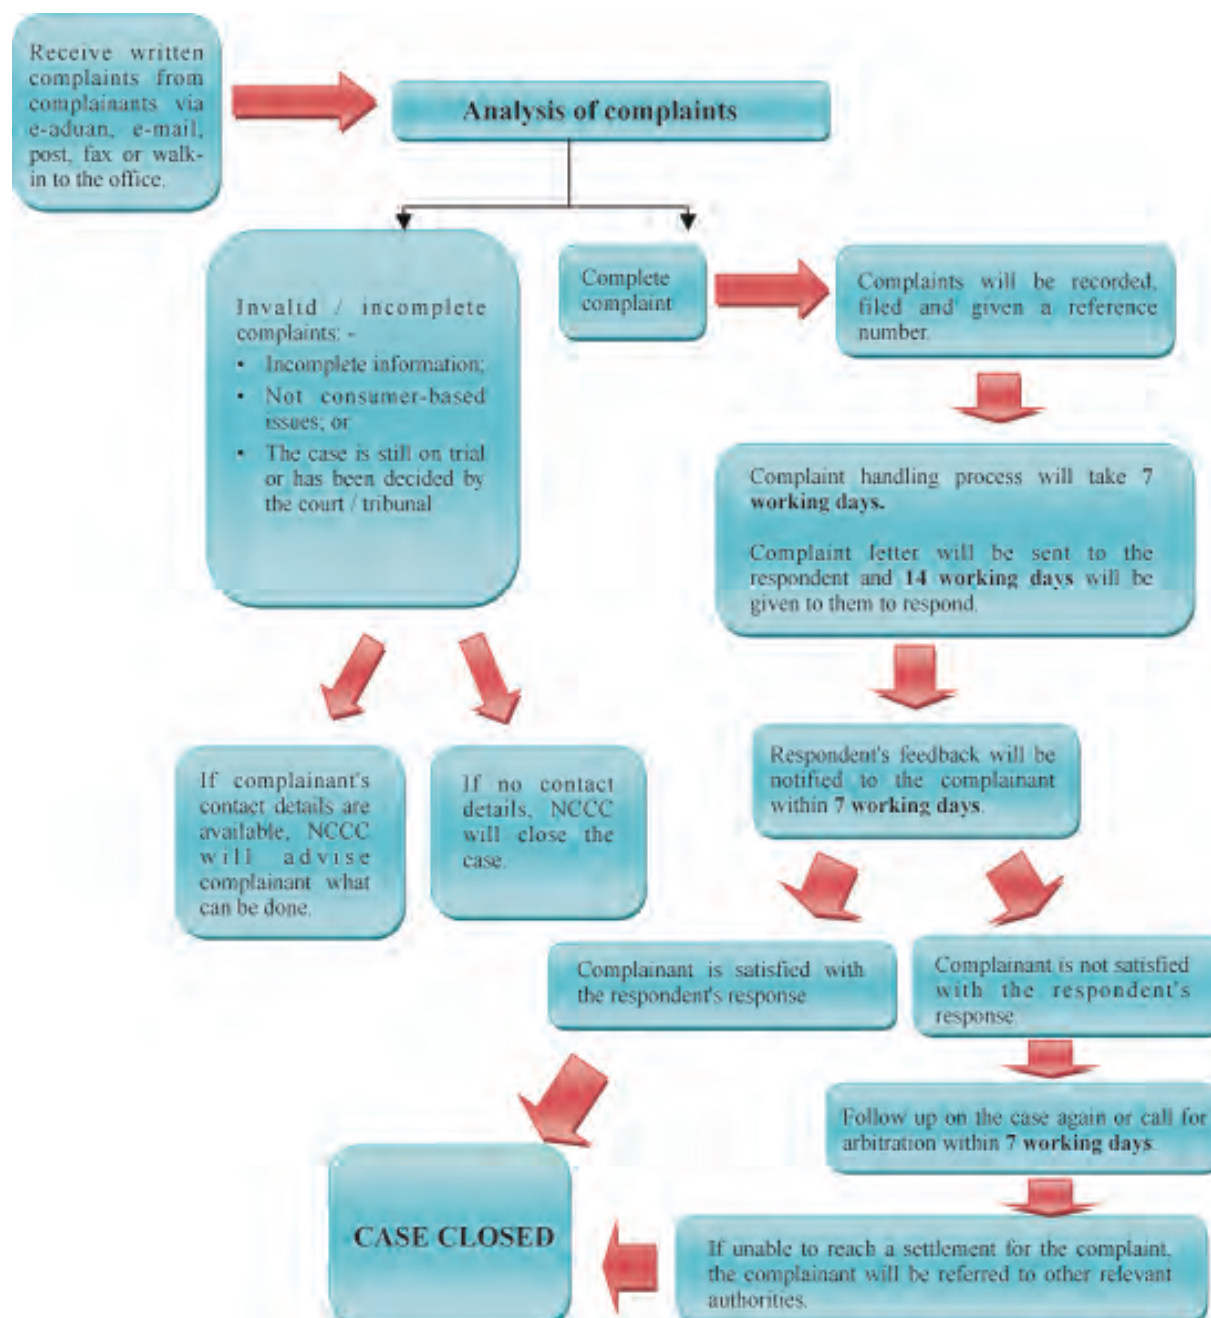 Receive written
complaints from
complainants via
e-aduan, e-mail,
post, fax or walk-
in to the office.
Analysis of complaints
Invalid / incomplete
complaints: -
• Incomplete information;
• Not consumer-based
issues; or
• The case is still on trial
or has been decided by
the court / tribunal
Complete
complaint
Complaints will be recorded,
filed and given a reference
number.
Complaint handling process will take 7
working days.
Complaint letter will be sent to the
respondent and 14 working days will be
given to them to respond.
If complainant's
contact details are
available, NCCC
will advise
complainant what
can be done.
If no contact
details, NCCC
will close the
case.
Respondent's feedback will be
notified to the complainant
within 7 working days.
Complainant is satisfied with
the respondent's response
Complainant is not satisfied
with the respondent's
response
Follow up on the case again or call for
arbitration within 7 working days
If unable to reach a settlement for the complaint,
the complainant will be referred to other relevant
authorities.
CASE CLOSED